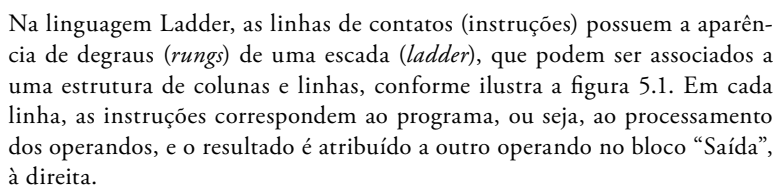 Na linguagem Ladder, as linhas de contatos (instruções) possuem a aparên-
cia de degraus (rungs) de uma escada (ladder), que podem ser associados a
uma estrutura de colunas e linhas, conforme ilustra a figura 5.1. Em cada
linha, as instruções correspondem ao programa, ou seja, ao processamento
dos operandos, e o resultado é atribuído a outro operando no bloco “Saída”,
à direita.